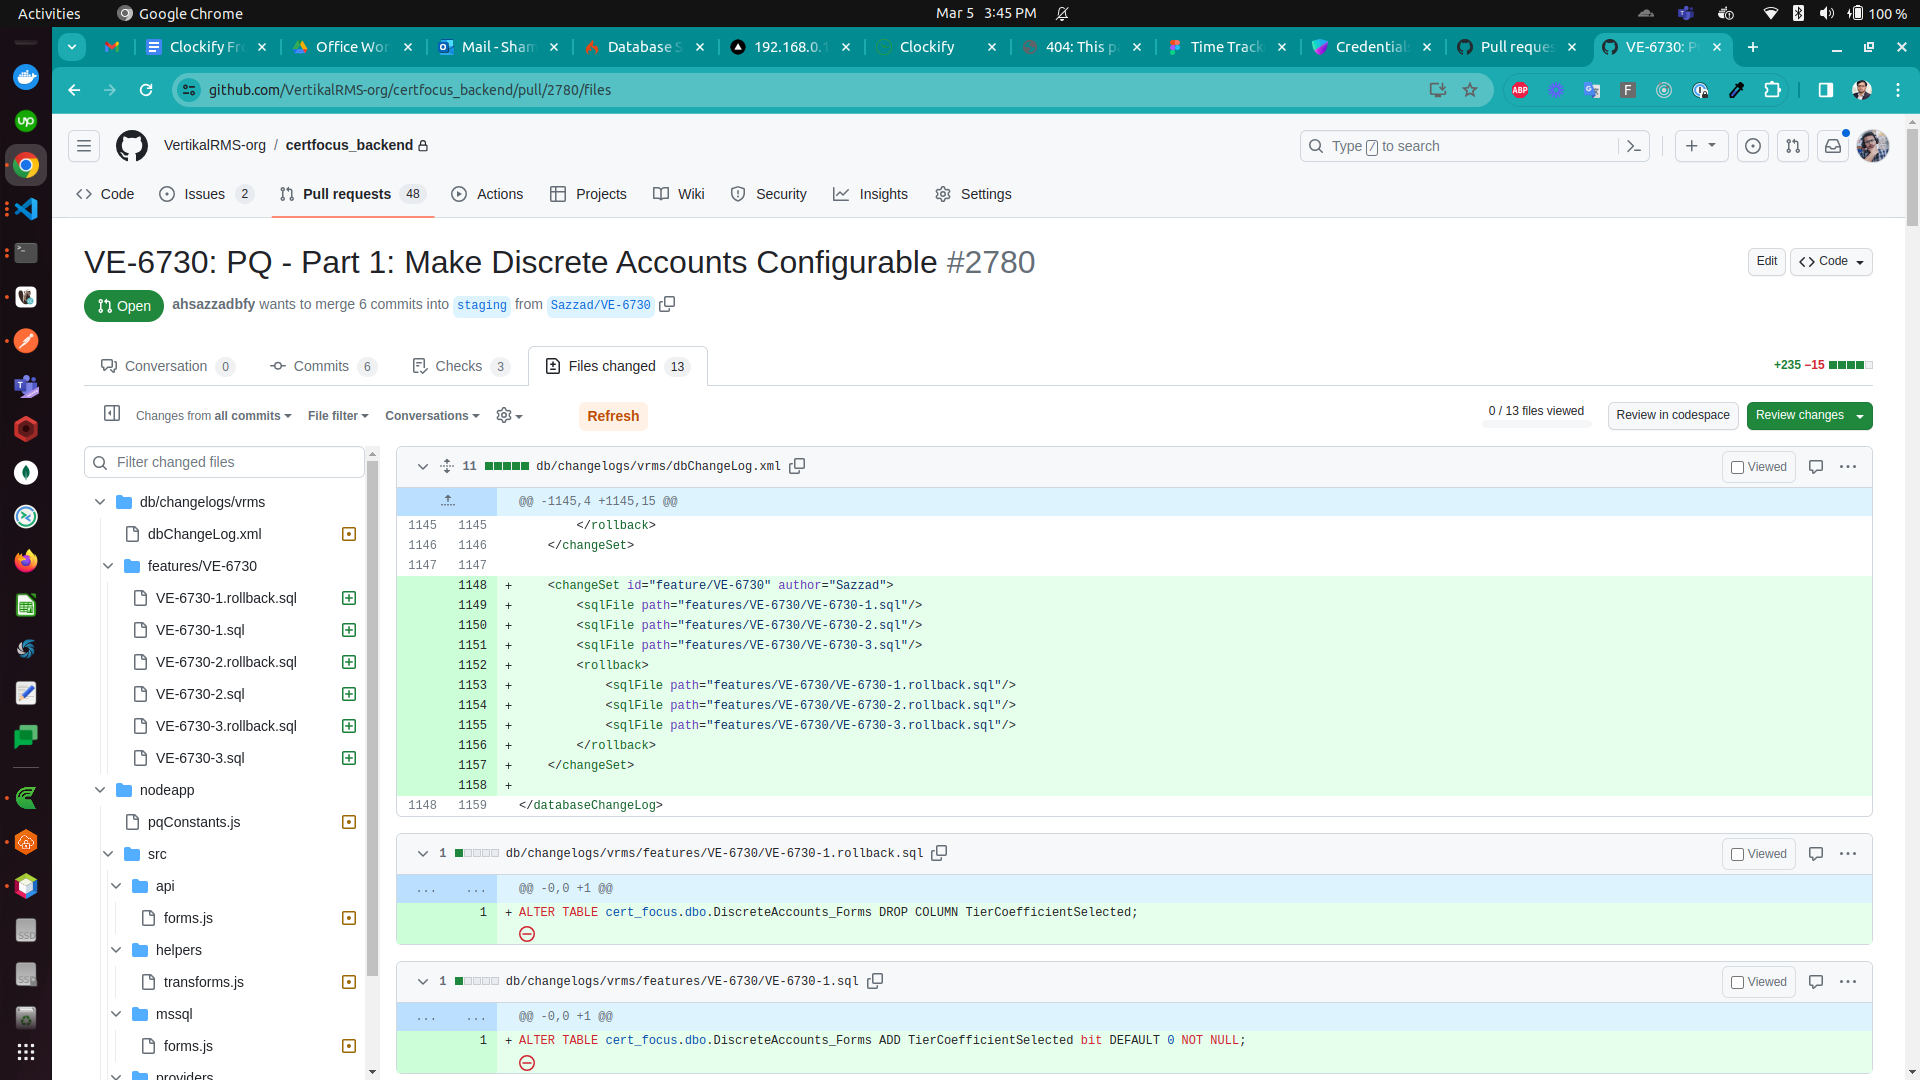 Activities
Google Chrome
Mar 5 3:45 PM
100 %
Clockify Fr
Office Wor
Mail - Sham
Database S
192.168.0.1
Clockify
404: This pa
Time Track
Credential
Pull reques
VE-6730: P
github.com/VertikalRMS-org/certfocus_backend/pull/2780/files
ABP
F
VertikalRMS-org / certfocus_backend
Type / to search
Code
Issues 2
Pull requests 48
Actions
Projects
Wiki
Security
Insights
Settings
VE-6730: PQ - Part 1: Make Discrete Accounts Configurable #2780
Edit
Code
Open
ahsazzadbfy wants to merge 6 commits into staging from Sazzad/VE-6730
Conversation 0
Commits 6
Checks 3
Files changed 13
+235 −15
Changes from all commits
File filter
Conversations
Refresh
0 / 13 files viewed
Review in codespace
Review changes
Filter changed files
db/changelogs/vrms
dbChangeLog.xml
features/VE-6730
VE-6730-1.rollback.sql
VE-6730-1.sql
VE-6730-2.rollback.sql
VE-6730-2.sql
VE-6730-3.rollback.sql
VE-6730-3.sql
nodeapp
pqConstants.js
src
api
forms.js
helpers
transforms.js
mssql
forms.js
providers
11 db/changelogs/vrms/dbChangeLog.xml
Viewed
@@ -1145,4 +1145,15 @@
1145 1145 </rollback>
1146 1146 </changeSet>
1147 1147
1148 + <changeSet id="feature/VE-6730" author="Sazzad">
1149 + <sqlFile path="features/VE-6730/VE-6730-1.sql"/>
1150 + <sqlFile path="features/VE-6730/VE-6730-2.sql"/>
1151 + <sqlFile path="features/VE-6730/VE-6730-3.sql"/>
1152 + <rollback>
1153 + <sqlFile path="features/VE-6730/VE-6730-1.rollback.sql"/>
1154 + <sqlFile path="features/VE-6730/VE-6730-2.rollback.sql"/>
1155 + <sqlFile path="features/VE-6730/VE-6730-3.rollback.sql"/>
1156 + </rollback>
1157 + </changeSet>
1158 +
1148 1159 </databaseChangeLog>
1 db/changelogs/vrms/features/VE-6730/VE-6730-1.rollback.sql
Viewed
... ... @@ -0,0 +1 @@
1 + ALTER TABLE cert_focus.dbo.DiscreteAccounts_Forms DROP COLUMN TierCoefficientSelected;
1 db/changelogs/vrms/features/VE-6730/VE-6730-1.sql
Viewed
... ... @@ -0,0 +1 @@
1 + ALTER TABLE cert_focus.dbo.DiscreteAccounts_Forms ADD TierCoefficientSelected bit DEFAULT 0 NOT NULL;